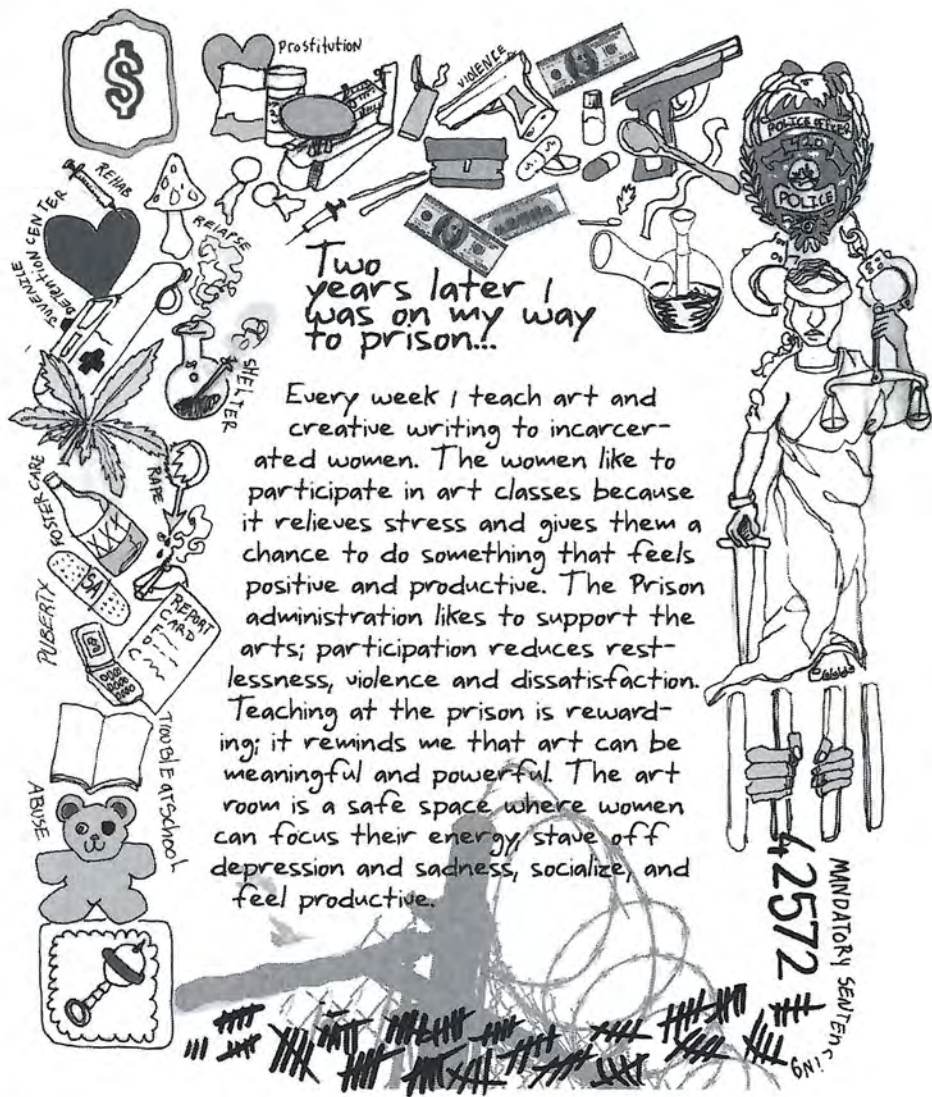 $
Prostitution
VIOLENCE
POLICE OFFICER
420
POLICE
REHAB
JUVENILE
DETENTION CENTER
RELAPSE
SHELTER
RAPE
FOSTER CARE
XX
SA
PUBERTY
REPORT
CARD
TOUBLE at SCHOOL
ABUSE
Two
years later I
was on my way
to prison...
Every week I teach art and
creative writing to incarcer-
ated women. The women like to
participate in art classes because
it relieves stress and gives them a
chance to do something that feels
positive and productive. The Prison
administration likes to support the
arts; participation reduces rest-
lessness, violence and dissatisfaction.
Teaching at the prison is reward-
ing; it reminds me that art can be
meaningful and powerful. The art
room is a safe space where women
can focus their energy, stave off
depression and sadness, socialize, and
feel productive.
42572
MANDATORY SENTENCING